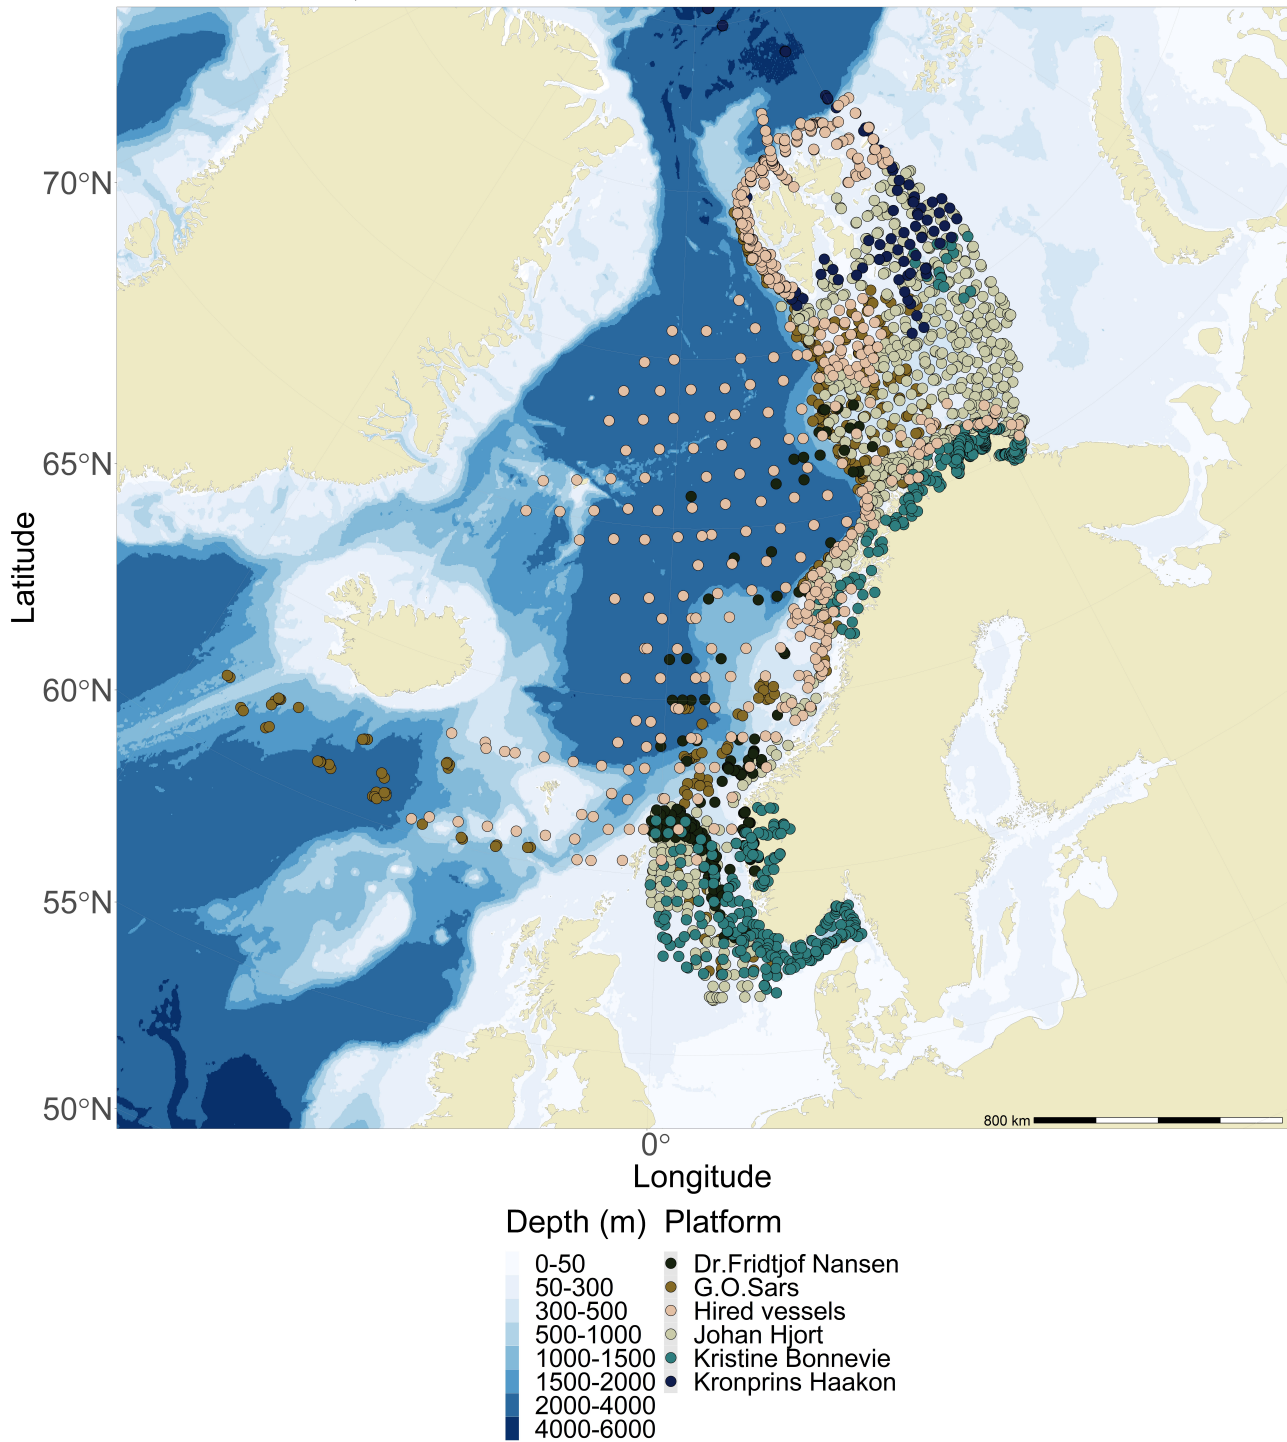 70°N
65°N
60°N
55°N
50°N
Latitude
800 km
0°
Longitude
Depth (m) Platform
0-50
50-300
300-500
500-1000
1000-1500
1500-2000
2000-4000
4000-6000
Dr.Fridtjof Nansen
G.O.Sars
Hired vessels
Johan Hjort
Kristine Bonnevie
Kronprins Haakon